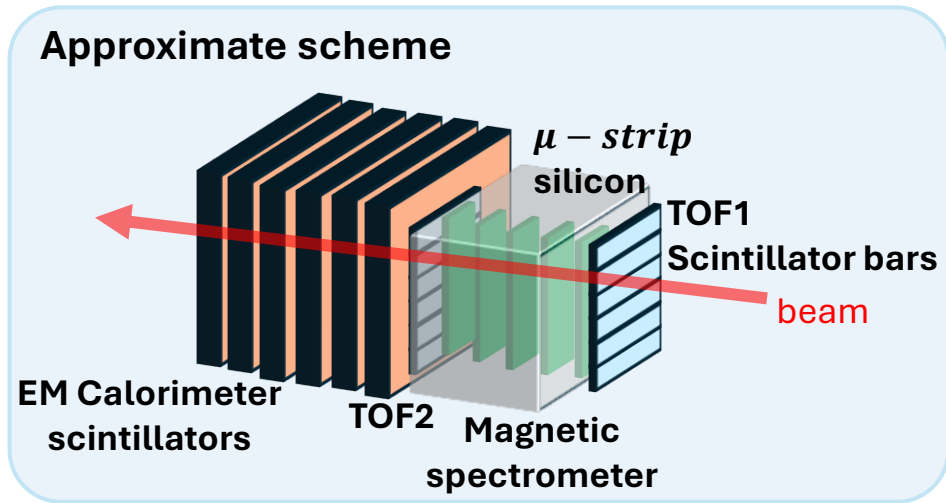 Approximate scheme
μ − strip
silicon
TOF1
Scintillator bars
beam
EM Calorimeter
scintillators
TOF2
Magnetic
spectrometer